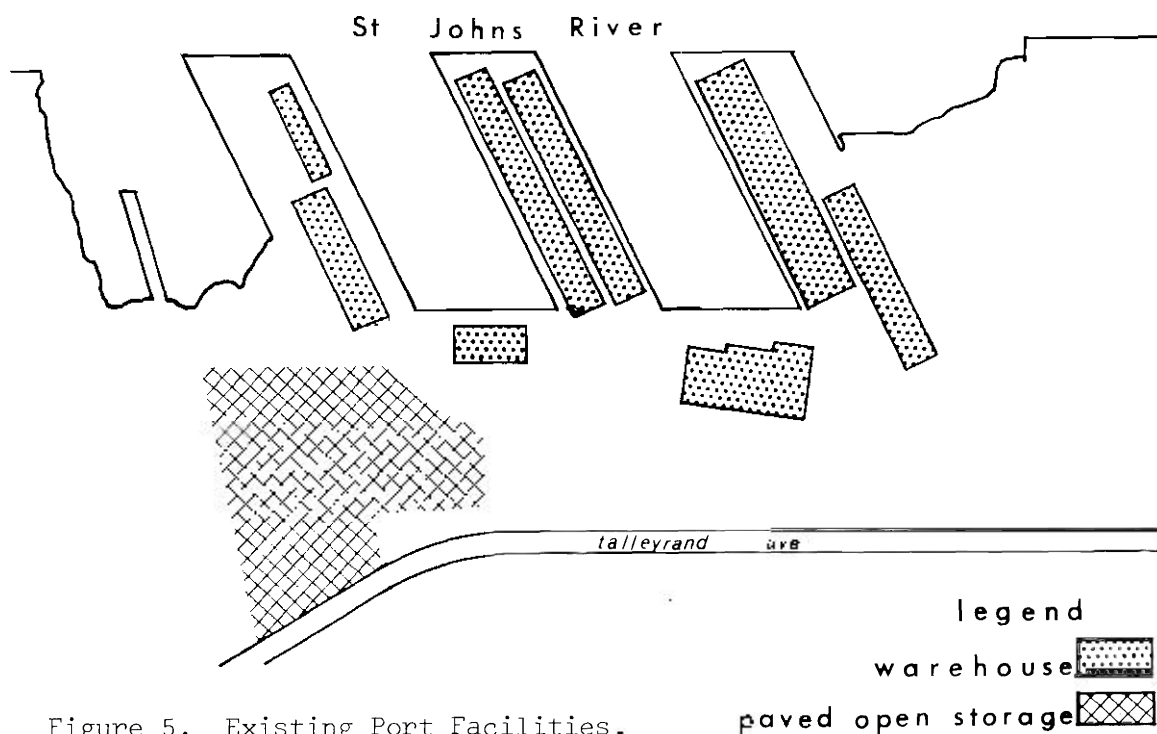 St Johns River
talleyrand ave
legend
warehouse
paved open storage
Figure 5. Existing Port Facilities.